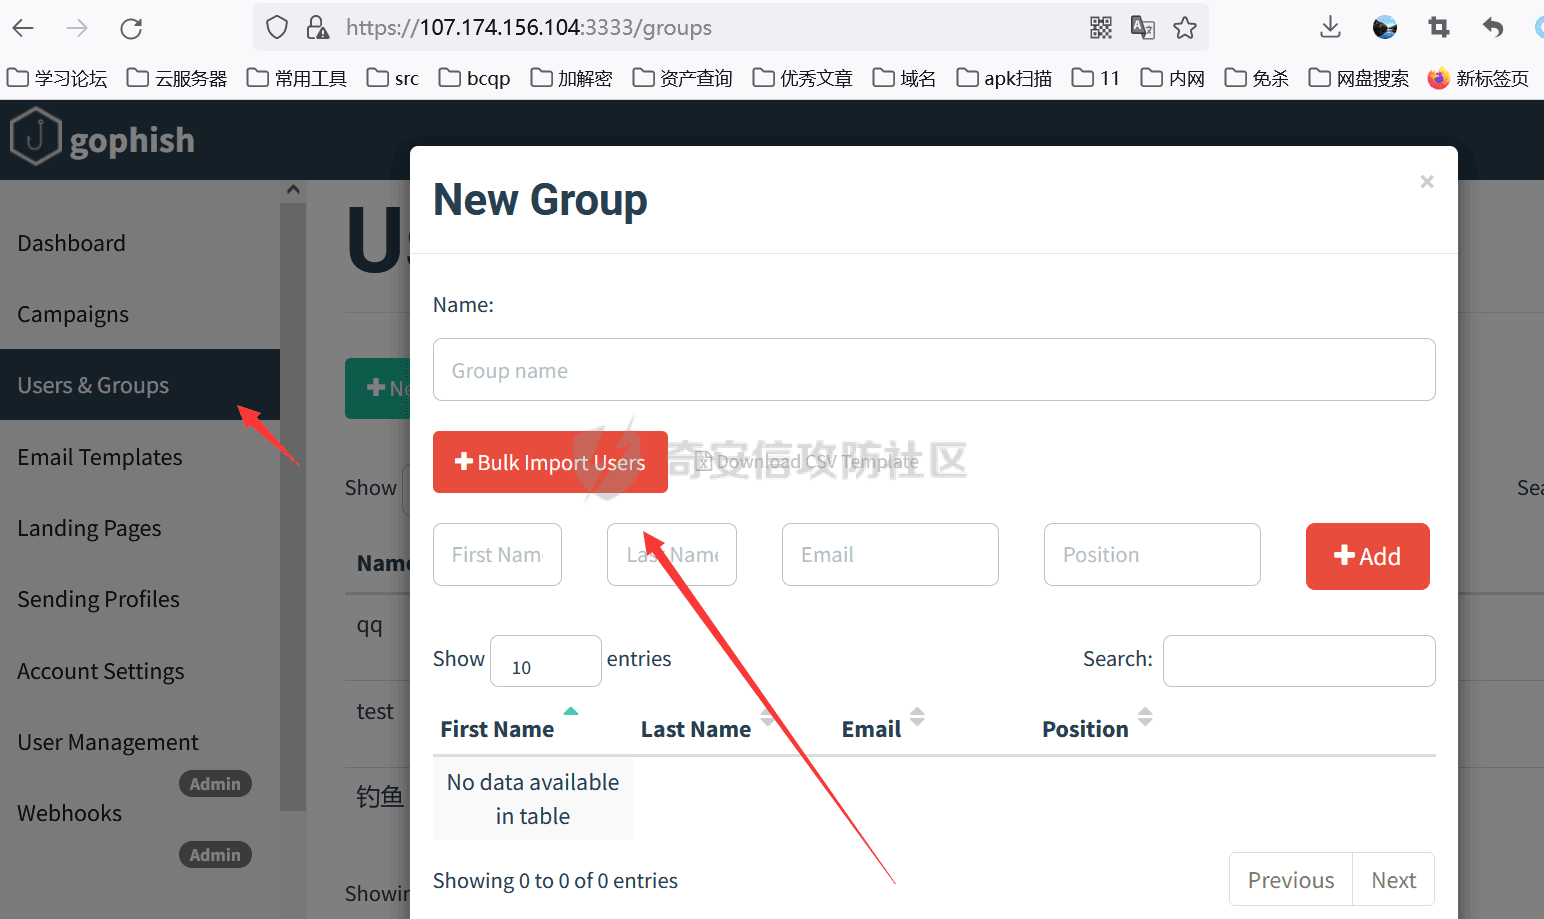 https://107.174.156.104:3333/groups
学习论坛 云服务器 常用工具 src bcqp 加解密 资产查询 优秀文章 域名 apk扫描 11 内网 免杀 网盘搜索 新标签页
gophish
New Group
×
Dashboard
Campaigns
Users & Groups
Email Templates
Landing Pages
Sending Profiles
Account Settings
User Management
Admin
Webhooks
Admin
Show
Name
qq
test
钓鱼
Name:
Group name
Bulk Import Users
Download CSV Template
奇安信攻防社区
First Name Last Name Email Position Add
Show 10 entries
Search:
First Name Last Name Email Position
No data available
in table
Showing 0 to 0 of 0 entries
Previous Next